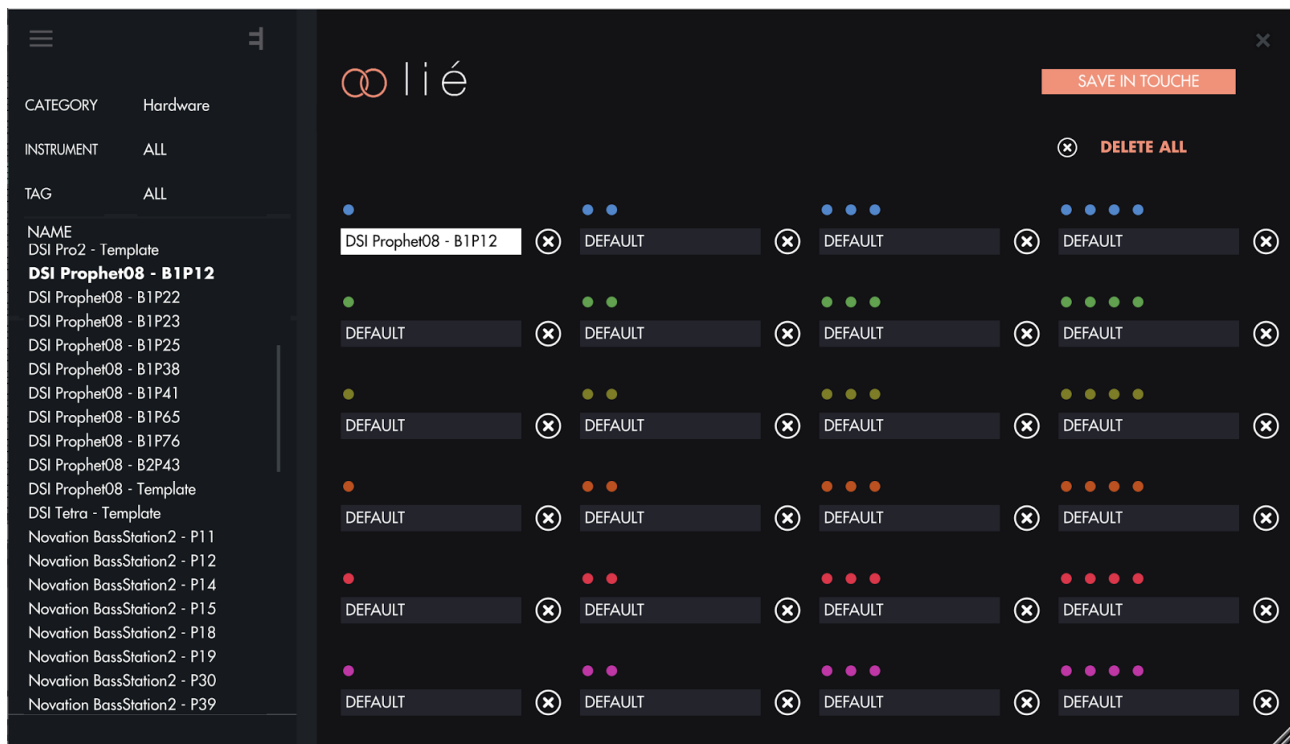 CATEGORY Hardware
INSTRUMENT ALL
TAG ALL
NAME
DSI Pro2 - Template
DSI Prophet08 - B1P12
DSI Prophet08 - B1P22
DSI Prophet08 - B1P23
DSI Prophet08 - B1P25
DSI Prophet08 - B1P38
DSI Prophet08 - B1P41
DSI Prophet08 - B1P65
DSI Prophet08 - B1P76
DSI Prophet08 - B2P43
DSI Prophet08 - Template
DSI Tetra - Template
Novation BassStation2 - P11
Novation BassStation2 - P12
Novation BassStation2 - P14
Novation BassStation2 - P15
Novation BassStation2 - P18
Novation BassStation2 - P19
Novation BassStation2 - P30
Novation BassStation2 - P39
lié
SAVE IN TOUCHE
DELETE ALL
DSI Prophet08 - B1P12 DEFAULT DEFAULT DEFAULT
DEFAULT DEFAULT DEFAULT DEFAULT
DEFAULT DEFAULT DEFAULT DEFAULT
DEFAULT DEFAULT DEFAULT DEFAULT
DEFAULT DEFAULT DEFAULT DEFAULT
DEFAULT DEFAULT DEFAULT DEFAULT